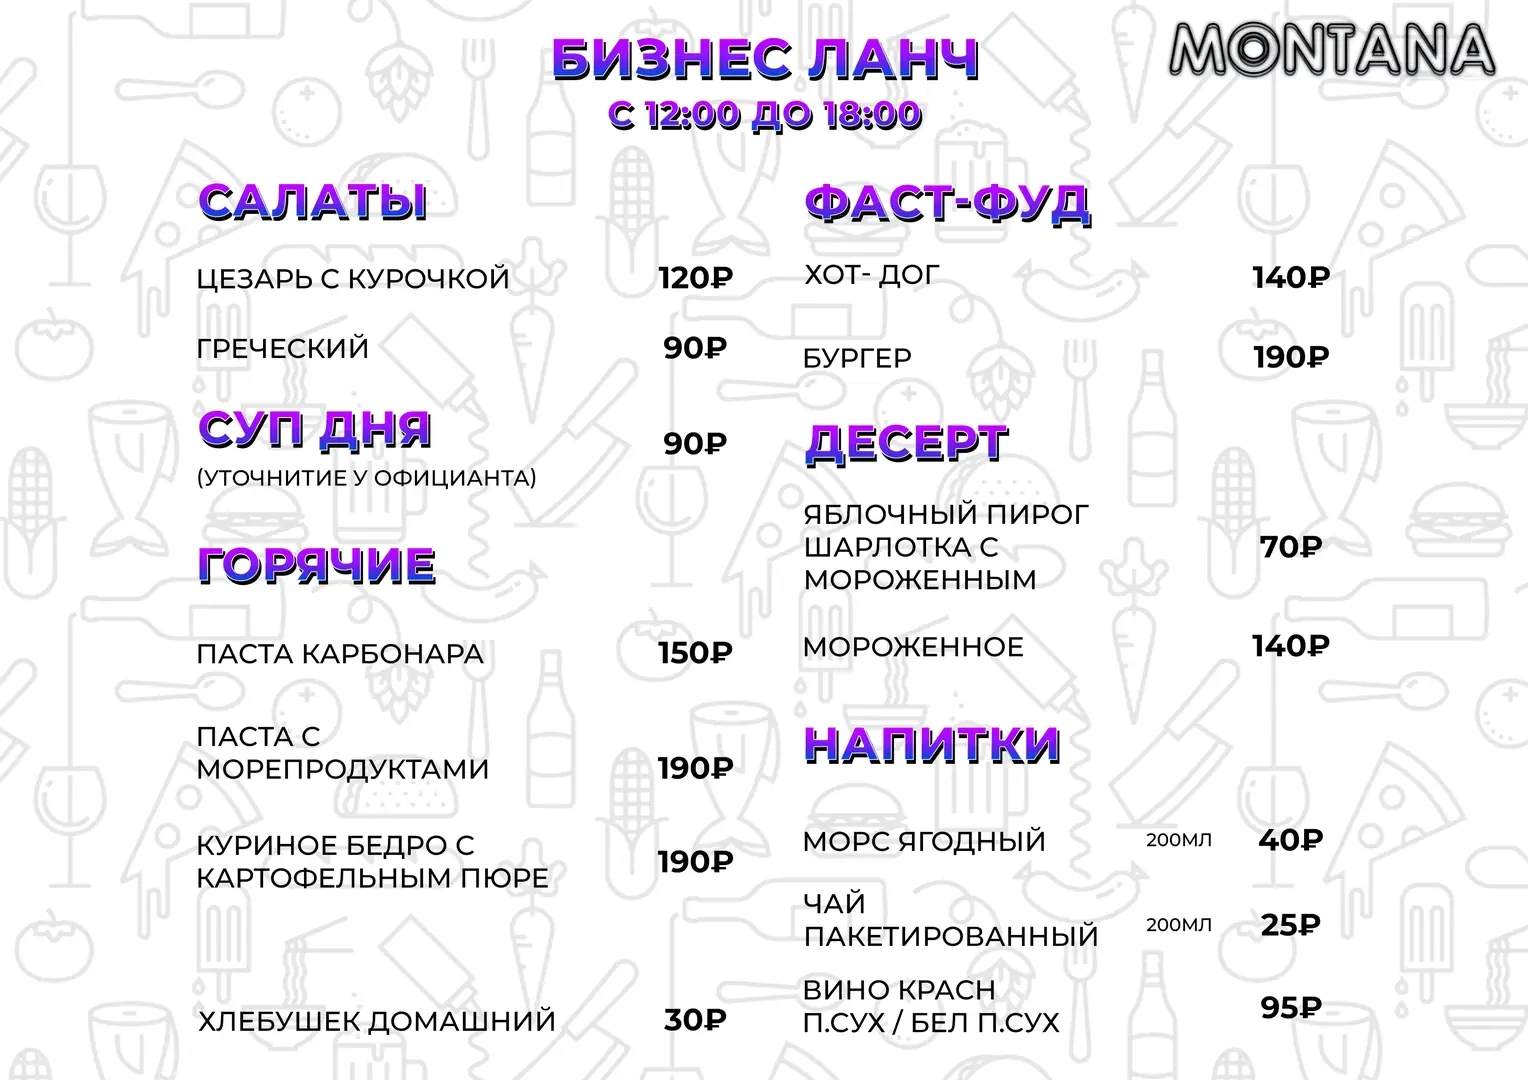 MONTANA
БИЗНЕС ЛАНЧ
С 12:00 ДО 18:00
САЛАТЫ
ЦЕЗАРЬ С КУРОЧКОЙ 120₽
ГРЕЧЕСКИЙ 90₽
СУП ДНЯ 90₽
(УТОЧНИТИЕ У ОФИЦИАНТА)
ГОРЯЧИЕ
ПАСТА КАРБОНАРА 150₽
ПАСТА С
МОРЕПРОДУКТАМИ 190₽
КУРИНОЕ БЕДРО С
КАРТОФЕЛЬНЫМ ПЮРЕ 190₽
ХЛЕБУШЕК ДОМАШНИЙ 30₽
ФАСТ-ФУД
ХОТ- ДОГ 140₽
БУРГЕР 190₽
ДЕСЕРТ
ЯБЛОЧНЫЙ ПИРОГ
ШАРЛОТКА С 70₽
МОРОЖЕННЫМ
МОРОЖЕННОЕ 140₽
НАПИТКИ
МОРС ЯГОДНЫЙ 200МЛ 40₽
ЧАЙ
ПАКЕТИРОВАННЫЙ 200МЛ 25₽
ВИНО КРАСН
П.СУХ / БЕЛ П.СУХ 95₽